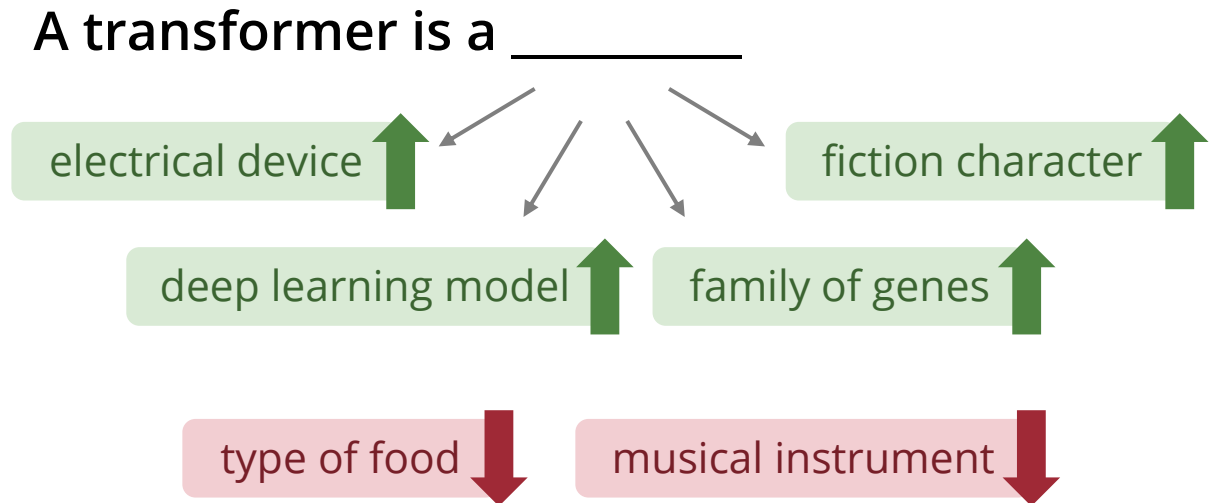 A transformer is a ________
electrical device
fiction character
deep learning model
family of genes
type of food
musical instrument